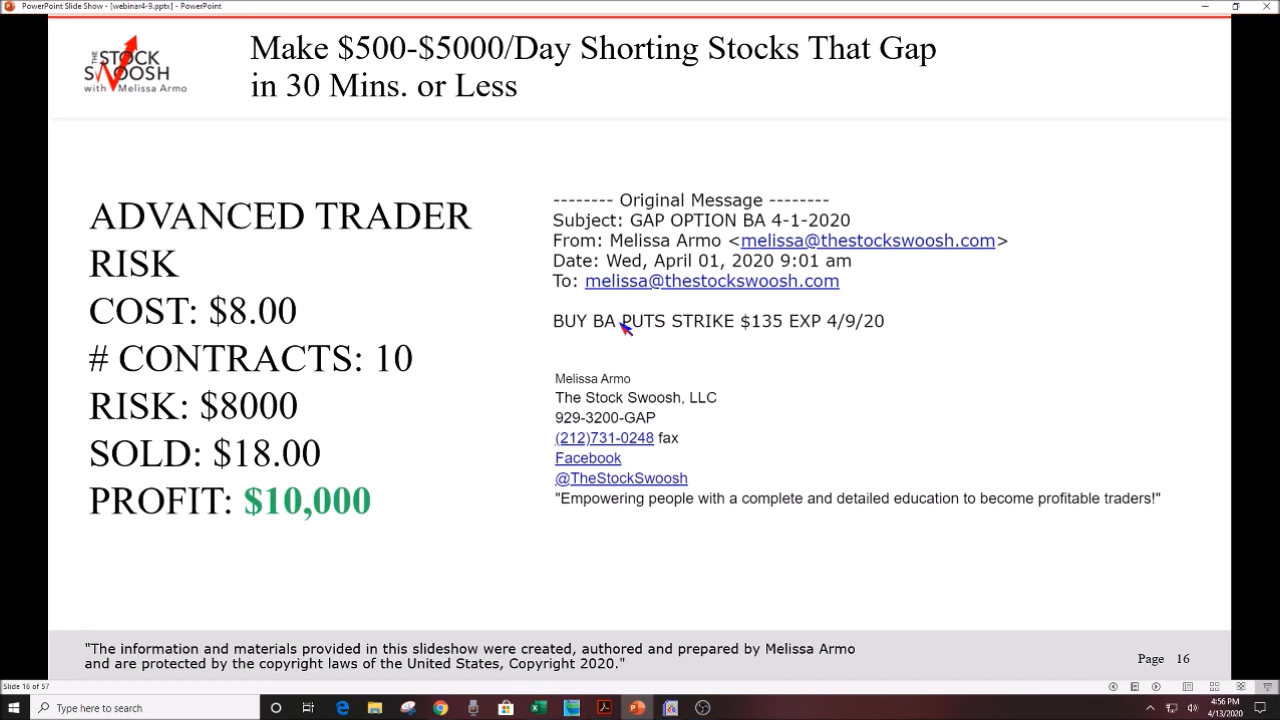 PowerPoint Slide Show - [webinar4-9.pptx] - PowerPoint
THE
STOCK
SWOOSH
with Melissa Armo
Make $500-$5000/Day Shorting Stocks That Gap
in 30 Mins. or Less
ADVANCED TRADER
RISK
COST: $8.00
# CONTRACTS: 10
RISK: $8000
SOLD: $18.00
PROFIT: $10,000
-------- Original Message --------
Subject: GAP OPTION BA 4-1-2020
From: Melissa Armo <melissa@thestockswoosh.com>
Date: Wed, April 01, 2020 9:01 am
To: melissa@thestockswoosh.com
BUY BA PUTS STRIKE $135 EXP 4/9/20
Melissa Armo
The Stock Swoosh, LLC
929-3200-GAP
(212)731-0248 fax
Facebook
@TheStockSwoosh
"Empowering people with a complete and detailed education to become profitable traders!"
"The information and materials provided in this slideshow were created, authored and prepared by Melissa Armo
and are protected by the copyright laws of the United States, Copyright 2020."
Page 16
Slide 16 of 57
Type here to search
4:56 PM
4/13/2020